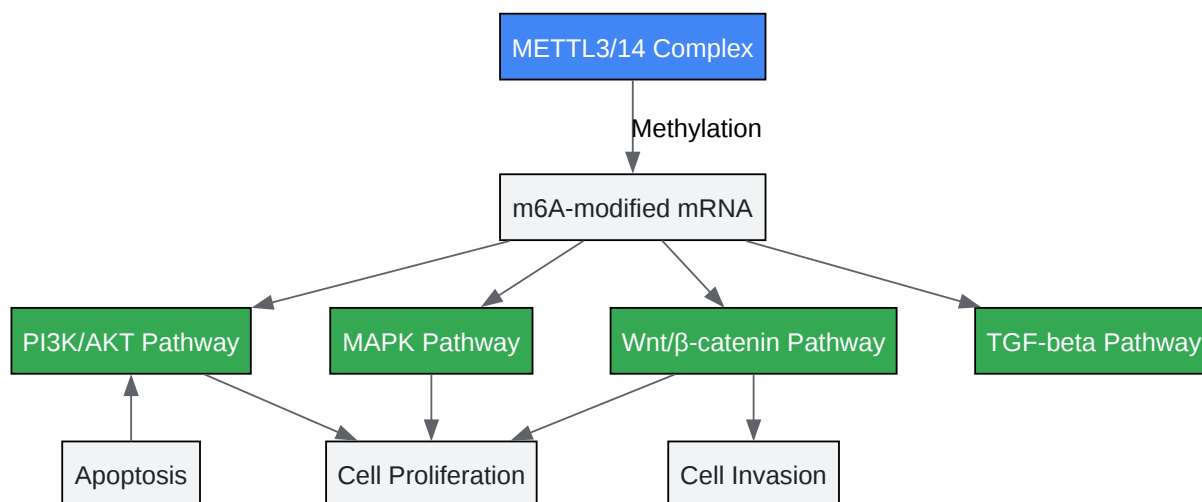 METTL3/14 Complex
Methylation
m6A-modified mRNA
PI3K/AKT Pathway
MAPK Pathway
Wnt/β-catenin Pathway
TGF-beta Pathway
Apoptosis
Cell Proliferation
Cell Invasion